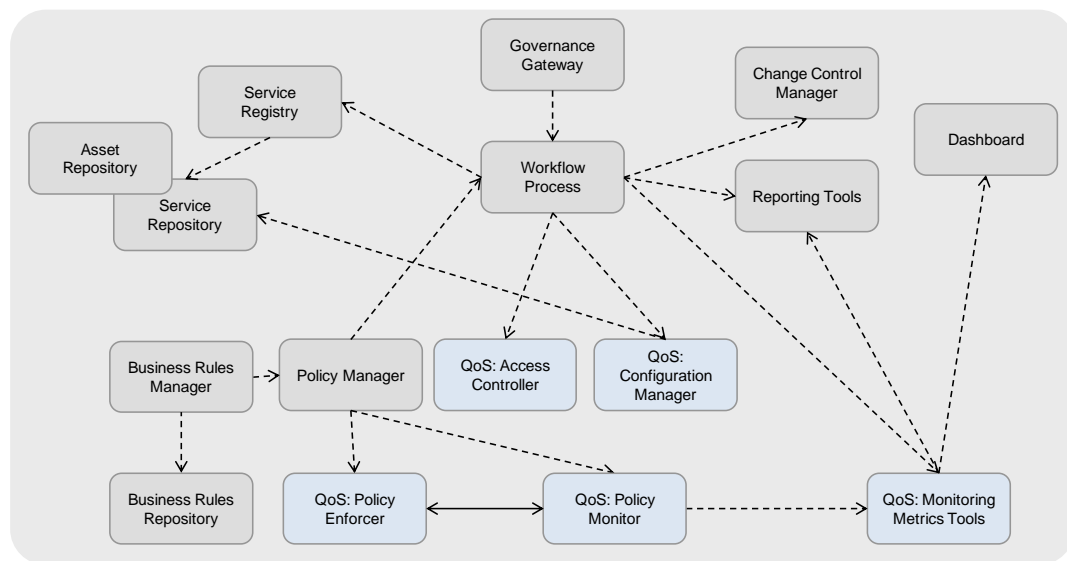 Governance
Gateway
Change Control
Manager
Service
Registry
Dashboard
Asset
Repository
Workflow
Process
Reporting Tools
Service
Repository
Business Rules
Manager
Policy Manager
QoS: Access
Controller
QoS:
Configuration
Manager
Business Rules
Repository
QoS: Policy
Enforcer
QoS: Policy
Monitor
QoS: Monitoring
Metrics Tools